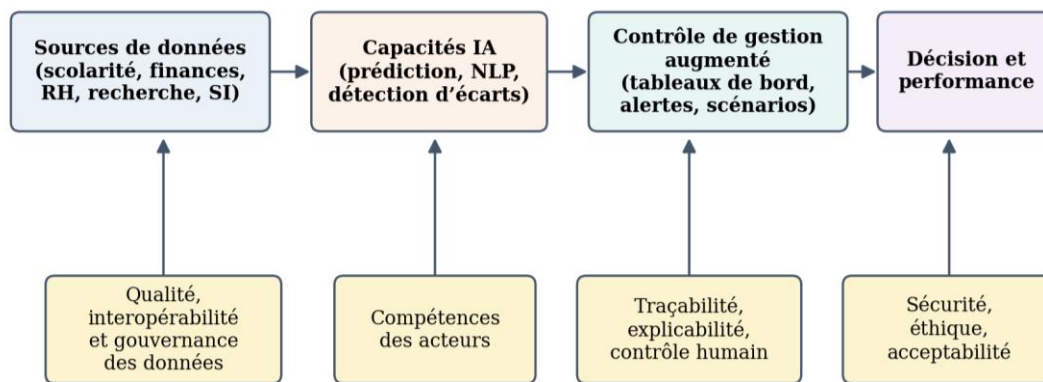 Sources de données
(scolarité, finances,
RH, recherche, SI)
Capacités IA
(prédiction, NLP,
détection d’écarts)
Contrôle de gestion
augmenté
(tableaux de bord,
alertes, scénarios)
Décision et
performance
Qualité,
interopérabilité
et gouvernance
des données
Compétences
des acteurs
Traçabilité,
explicabilité,
contrôle humain
Sécurité,
éthique,
acceptabilité